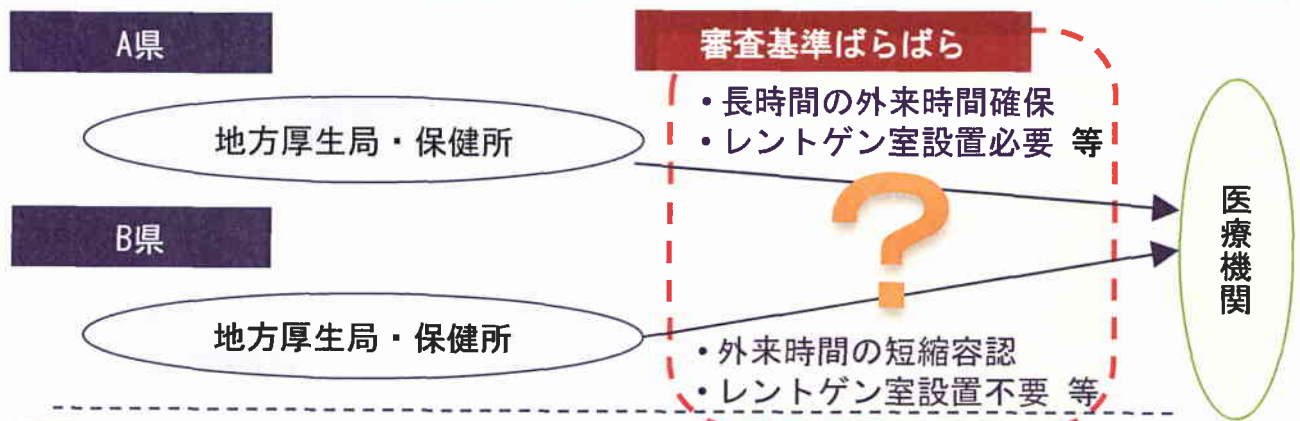 A県
審査基準ばらばら
・長時間の外来時間確保
・レントゲン室設置必要 等
地方厚生局・保健所
?
医療機関
B県
地方厚生局・保健所
・外来時間の短縮容認
・レントゲン室設置不要 等